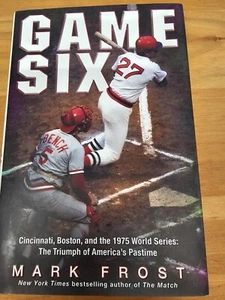 GAME
SIX
27
BENCH
5
Cincinnati, Boston, and the 1975 World Series:
The Triumph of America's Pastime
MARK FROST
New York Times bestselling author of The Match